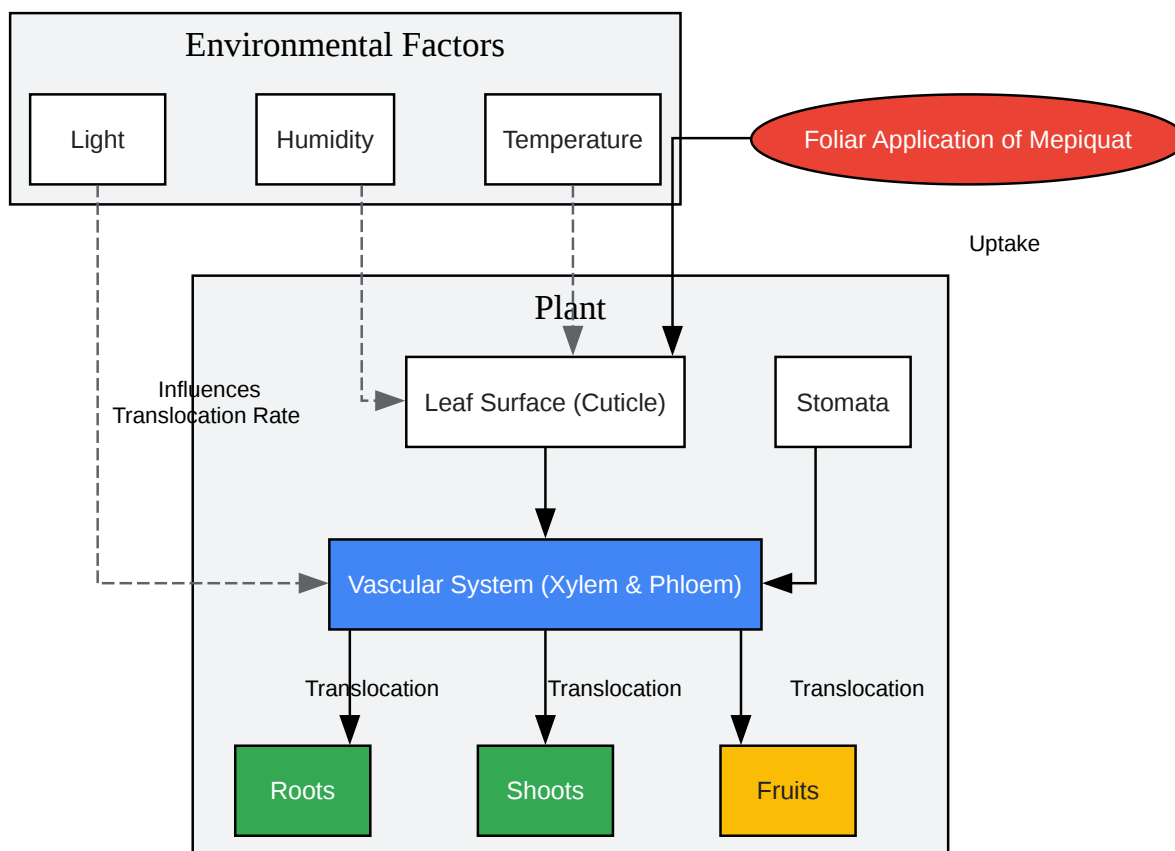 Environmental Factors
Light
Humidity
Temperature
Foliar Application of Mepiquat
Uptake
Plant
Influences
Translocation Rate
Leaf Surface (Cuticle)
Stomata
Vascular System (Xylem & Phloem)
Translocation
Translocation
Translocation
Roots
Shoots
Fruits